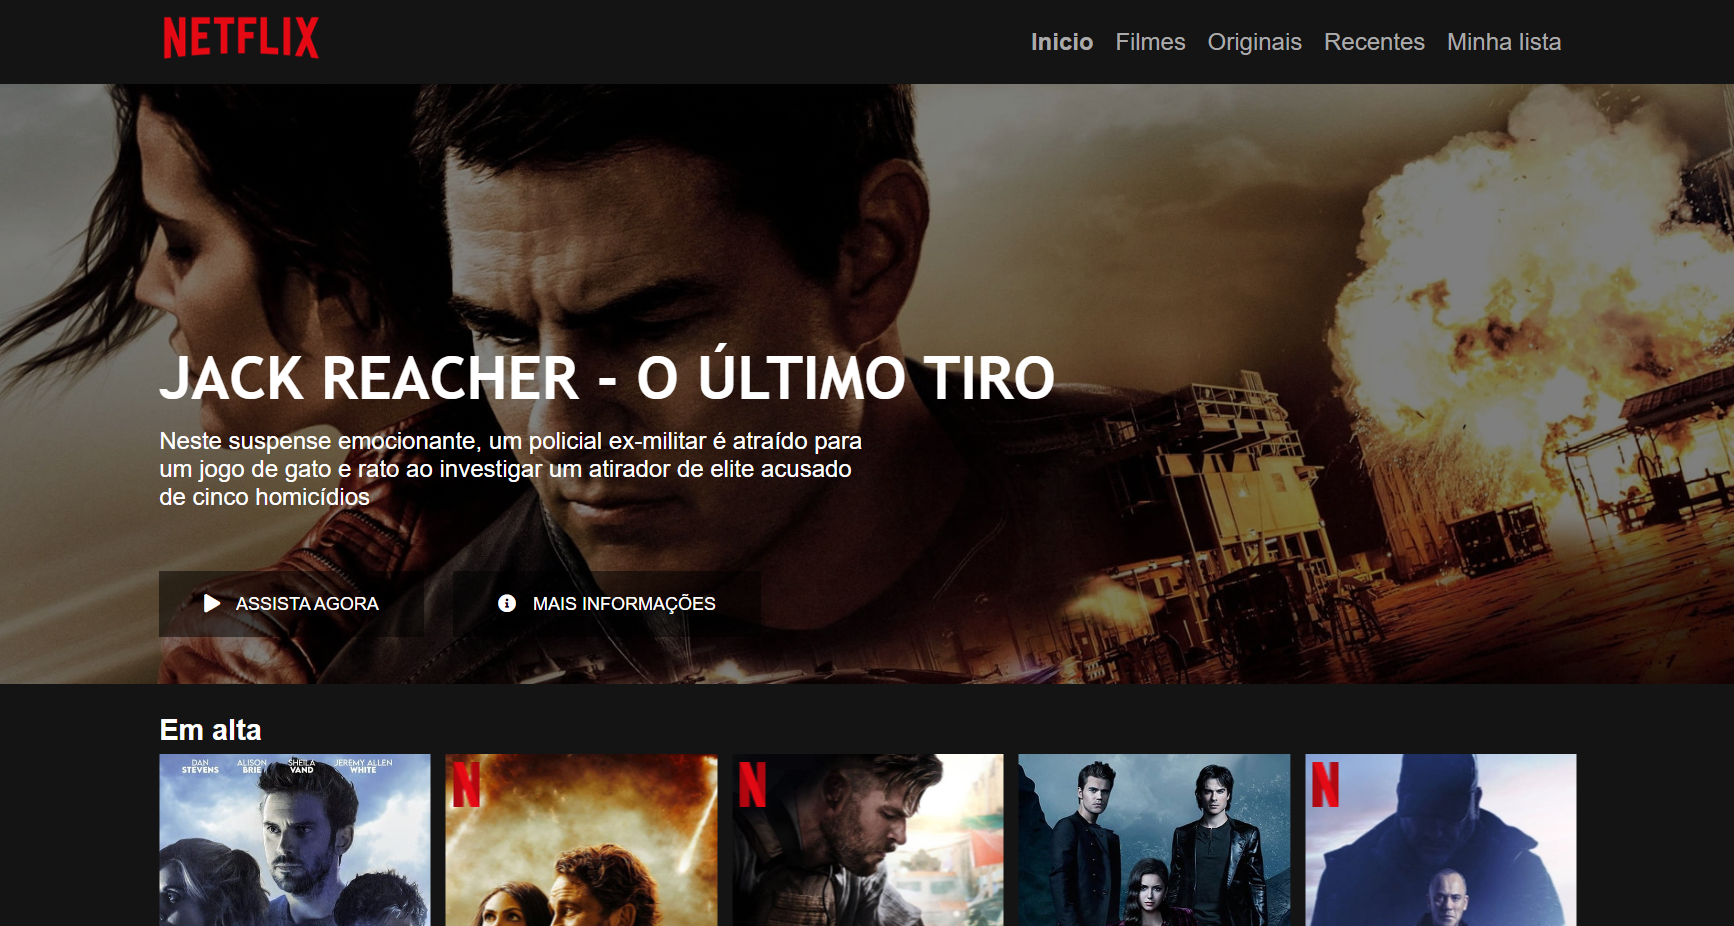 NETFLIX
Inicio Filmes Originais Recentes Minha lista
JACK REACHER - O ÚLTIMO TIRO
Neste suspense emocionante, um policial ex-militar é atraído para
um jogo de gato e rato ao investigar um atirador de elite acusado
de cinco homicídios
ASSISTA AGORA
MAIS INFORMAÇÕES
Em alta
DAN STEVENS
ALISON BRIE
SHEILA VAND
JEREMY ALLEN WHITE
N
N
N